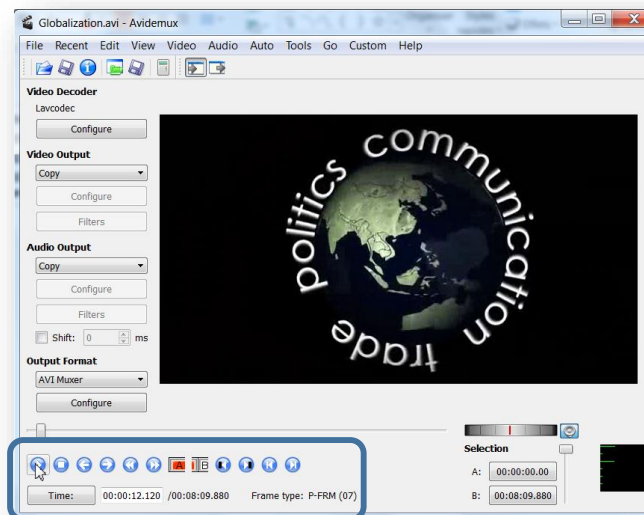 Globalization.avi - Avidemux
File Recent Edit View Video Audio Auto Tools Go Custom Help
Video Decoder
Lavcodec
Configure
Video Output
Copy
Configure
Filters
Audio Output
Copy
Configure
Filters
Shift: 0 ms
Output Format
AVI Muxer
Configure
politics communication trade
A B
Time: 00:00:12.120 /00:08:09.880 Frame type: P-FRM (07)
Selection
A: 00:00:00.00
B: 00:08:09.880